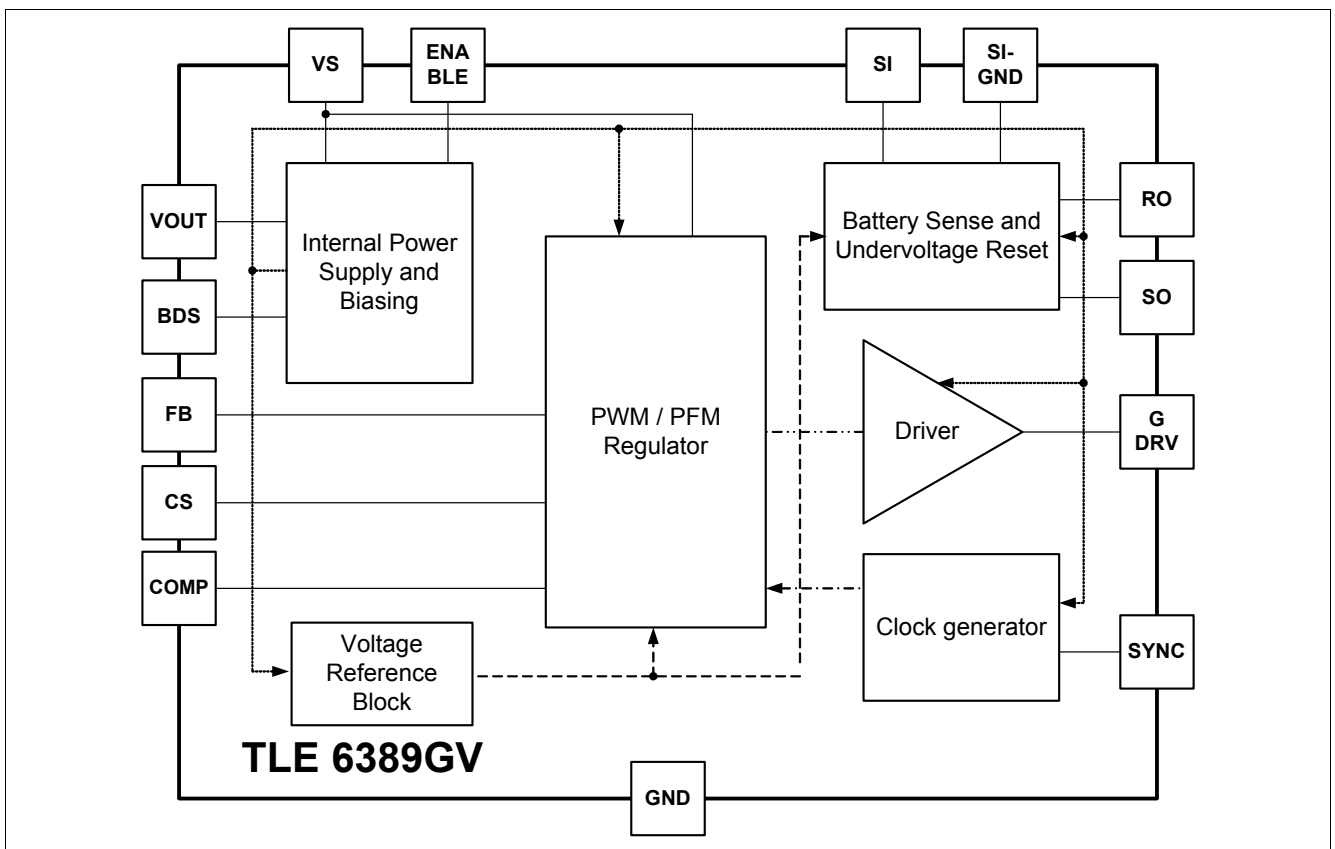 VS
ENA
BLE
SI
SI-
GND
VOUT
BDS
FB
CS
COMP
Internal Power
Supply and
Biasing
PWM / PFM
Regulator
Battery Sense and
Undervoltage Reset
RO
SO
Driver
G
DRV
Clock generator
SYNC
Voltage
Reference
Block
TLE 6389GV
GND